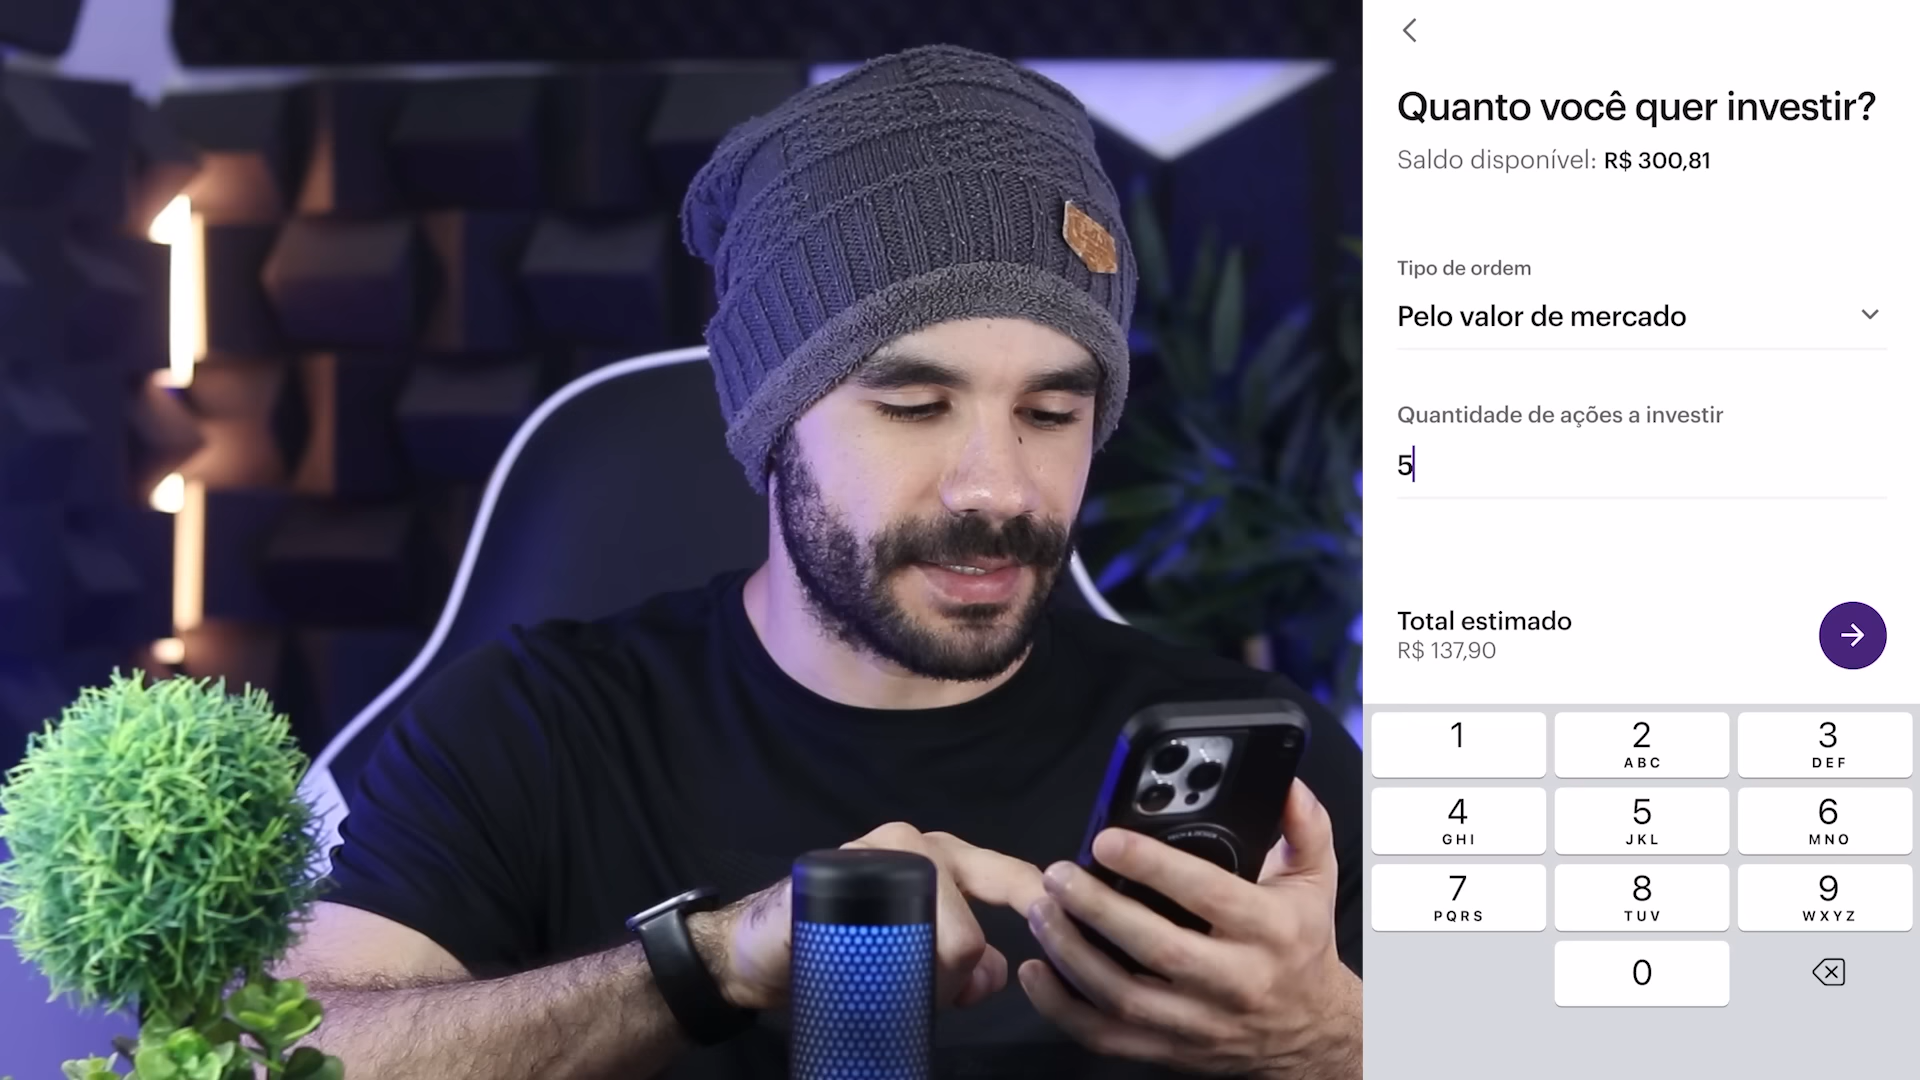 Quanto você quer investir?
Saldo disponível: R$ 300,81
Tipo de ordem
Pelo valor de mercado
Quantidade de ações a investir
5
Total estimado
R$ 137,90
1 2 ABC 3 DEF
4 GHI 5 JKL 6 MNO
7 PQRS 8 TUV 9 WXYZ
0